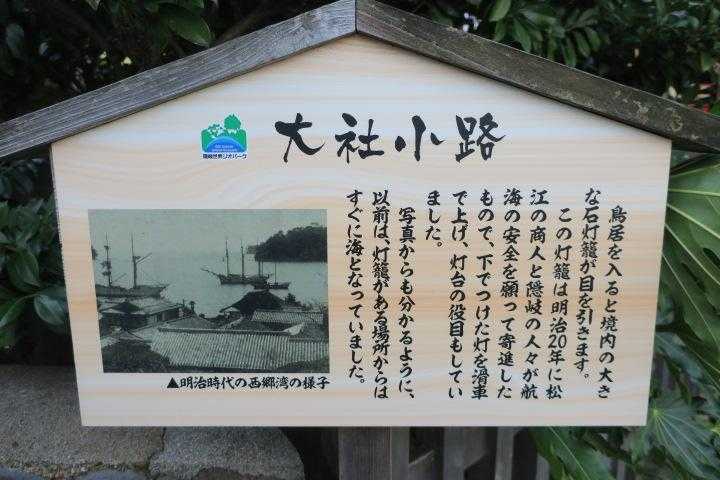 大社小路
隠岐世界ジオパーク
鳥居を入ると境内の大き
な石灯籠が目を引きます。
この灯籠は明治20年に松
江の商人と隠岐の人々が航
海の安全を願って寄進した
もので、下でつけた灯を滑車
で上げ、灯台の役目もしてい
ました。
写真からも分かるように、
以前は、灯籠がある場所からは
すぐに海となっていました。
▲明治時代の西郷湾の様子